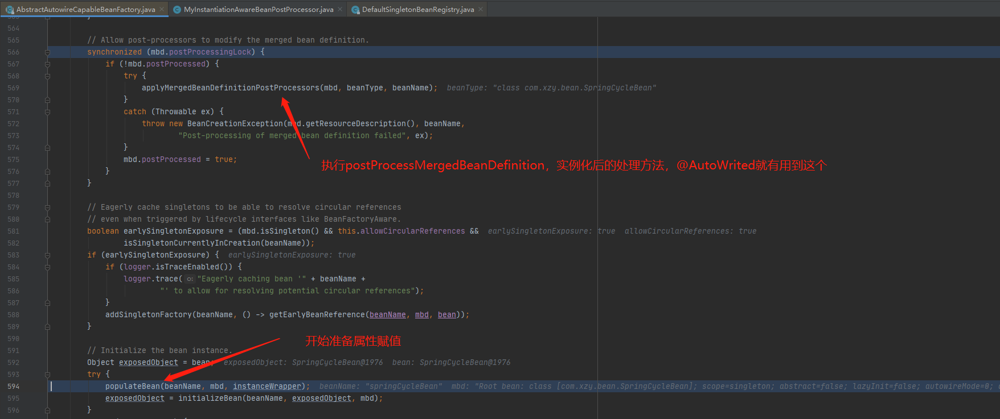 AbstractAutowireCapableBeanFactory.java × MyInstantiationAwareBeanPostProcessor.java × DefaultSingletonBeanRegistry.java ×
563 }
564
565 // Allow post-processors to modify the merged bean definition.
566 synchronized (mbd.postProcessingLock) {
567 if (!mbd.postProcessed) {
568 try {
569 applyMergedBeanDefinitionPostProcessors(mbd, beanType, beanName); beanType: "class com.xzy.bean.SpringCycleBean"
570 }
571 catch (Throwable ex) {
572 throw new BeanCreationException(mbd.getResourceDescription(), beanName,
573 "Post-processing of merged bean definition failed", ex);
574 }
575 mbd.postProcessed = true;
执行postProcessMergedBeanDefinition，实例化后的处理方法，@AutoWrited就有用到这个
576 }
577 }
578
579 // Eagerly cache singletons to be able to resolve circular references
580 // even when triggered by lifecycle interfaces like BeanFactoryAware.
581 boolean earlySingletonExposure = (mbd.isSingleton() && this.allowCircularReferences && earlySingletonExposure: true allowCircularReferences: true
582 isSingletonCurrentlyInCreation(beanName));
583 if (earlySingletonExposure) { earlySingletonExposure: true
584 if (logger.isTraceEnabled()) {
585 logger.trace( o: "Eagerly caching bean '" + beanName +
586 "' to allow for resolving potential circular references");
587 }
588 addSingletonFactory(beanName, () -> getEarlyBeanReference(beanName, mbd, bean));
589 }
590
开始准备属性赋值
591 // Initialize the bean instance.
592 Object exposedObject = bean; exposedObject: SpringCycleBean@1976 bean: SpringCycleBean@1976
593 try {
594 populateBean(beanName, mbd, instanceWrapper); beanName: "springCycleBean" mbd: "Root bean: class [com.xzy.bean.SpringCycleBean]; scope=singleton; abstract=false; lazyInit=false; autowireMode=0;
595 exposedObject = initializeBean(beanName, exposedObject, mbd);
596 }